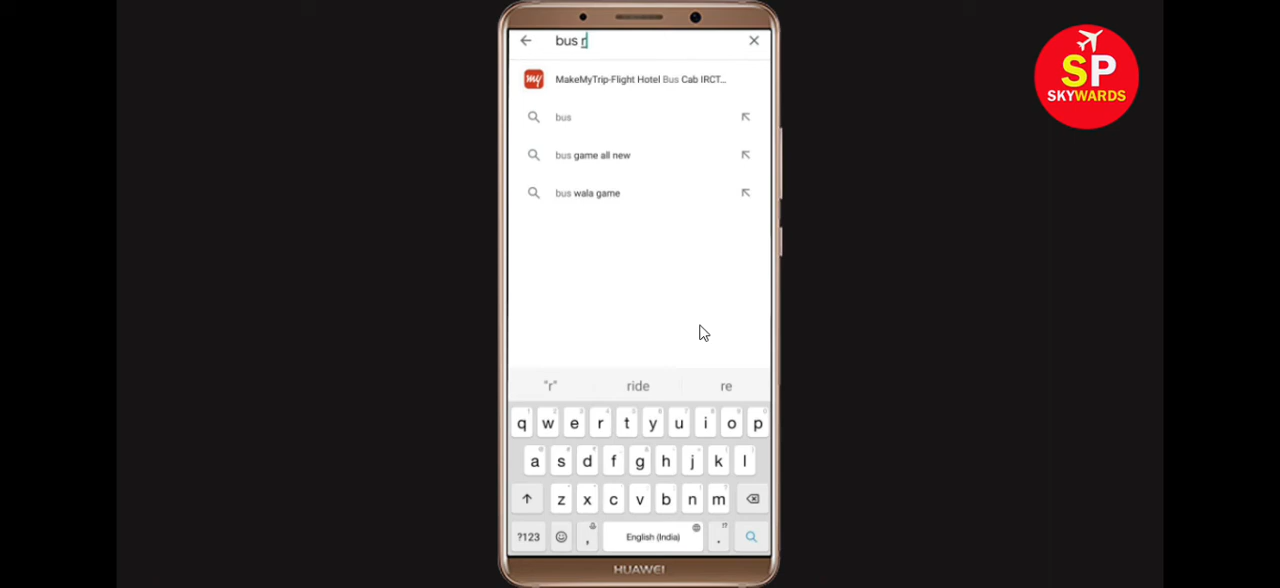 bus r
MakeMyTrip-Flight Hotel Bus Cab IRCT...
bus
bus game all new
bus wala game
SP
SKYWARDS
"r" ride re
q w e r t y u i o p
a s d f g h j k l
z x c v b n m
?123 , English (India) .
HUAWEI